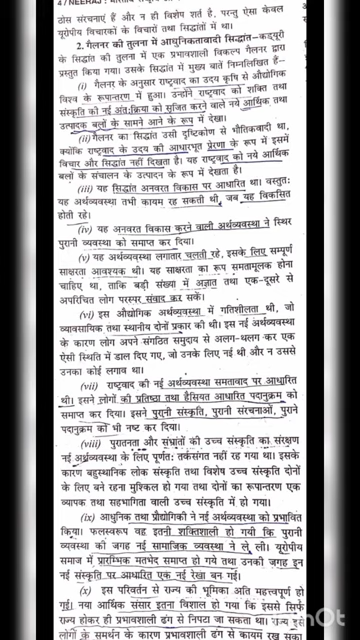 4 / NEERAJ :
ठोस संरचनाएं हैं और न ही विशेष शर्त है, परन्तु ऐसा केवल
यूरोपीय विचारकों के विचारों तथा सिद्धांतों में था।
2. गैलनर की तुलना में आधुनिकतावादी सिद्धांत-कद्दूयूरी
के सिद्धांत की तुलना में एक प्रभावशाली विकल्प गैलनर द्वारा
प्रस्तुत किया गया। उसके सिद्धांत में मुख्य बातें निम्नलिखित हैं–
(i) गैलनर के अनुसार राष्ट्रवाद का उदय कृषि से औद्योगिक
विश्व के रूपान्तरण में हुआ। उन्होंने राष्ट्रवाद को शक्ति तथा
संस्कृति को नई अंतःक्रिया को सृजित करने वाले नये आर्थिक तथा
उत्पादक बलों के सामने आने के रूप में देखा।
(ii) गैलनर का सिद्धांत उसी दृष्टिकोण से भौतिकवादी था,
क्योंकि राष्ट्रवाद के उदय की आधारभूत प्रेरणा के रूप में इसमें
विचार और सिद्धांत नहीं दिखता है। यह राष्ट्रवाद को नये आर्थिक
बलों के संचालन के उत्पादन के रूप में देखता है।
(iii) यह सिद्धांत अनवरत विकास पर आधारित था। वस्तुतः
यह अर्थव्यवस्था तभी कायम रह सकती थी, जब यह विकसित
होती रहे।
(iv) यह अनवरत विकास करने वाली अर्थव्यवस्था ने स्थिर
पुरानी व्यवस्था को समाप्त कर दिया।
(v) यह अर्थव्यवस्था लगातार चलती रहे, इसके लिए सम्पूर्ण
साक्षरता आवश्यक थी। यह साक्षरता का रूप समतामूलक होना
चाहिए था, ताकि बड़ी संख्या में अज्ञात तथा एक-दूसरे से
अपरिचित लोग परस्पर संवाद कर सकें।
(vi) इस औद्योगिक अर्थव्यवस्था में गतिशीलता थी, जो
व्यावसायिक तथा स्थानीय दोनों प्रकार की थी। इस नई अर्थव्यवस्था
के कारण लोग अपने संगठित समुदाय से अलग-थलग कर एक
ऐसी स्थिति में डाल दिए गए, जो उनके लिए नई थी और न उससे
उनका कोई लगाव था।
(vii) राष्ट्रवाद की नई अर्थव्यवस्था समतावाद पर आधारित
थी। इसने लोगों की प्रतिष्ठा तथा हैसियत आधारित पदानुक्रम को
समाप्त कर दिया। इसने पुरानी संस्कृति, पुरानी संरचनाओं, पुराने
पदानुक्रम को भी नष्ट कर दिया।
(viii) पुरातनता और संभ्रांतों की उच्च संस्कृति का संरक्षण
नई अर्थव्यवस्था के लिए पूर्णतः तर्कसंगत नहीं रह गया था। इसके
कारण बहुस्थानिक लोक संस्कृति तथा विशेष उच्च संस्कृति दोनों
के लिए बने रहना मुश्किल हो गया तथा दोनों का रूपान्तरण एक
व्यापक तथा सहभागिता वाली उच्च संस्कृति में हो गया।
(ix) आधुनिक तथा प्रौद्योगिकी ने नई अर्थव्यवस्था को प्रभावित
किया। फलस्वरूप वह इतनी शक्तिशाली हो गयी कि पुरानी
व्यवस्था की जगह नई सामाजिक व्यवस्था ने ले ली। यूरोपीय
समाज में प्रारम्भिक मतभेद समाप्त हो गये तथा उनकी जगह इन
नई संस्कृति पर आधारित एक नई रेखा बन गई।
(x) इस परिवर्तन से राज्य की भूमिका अति महत्त्वपूर्ण हो
गई। नया आर्थिक संसार इतना विशाल हो गया कि इससे सिर्फ
राज्य होकर ही प्रभावशाली ढंग से निपटा जा सकता था। राज्य इसे
लोगों के समर्थन के कारण प्रभावशाली ढंग से कायम रख सका